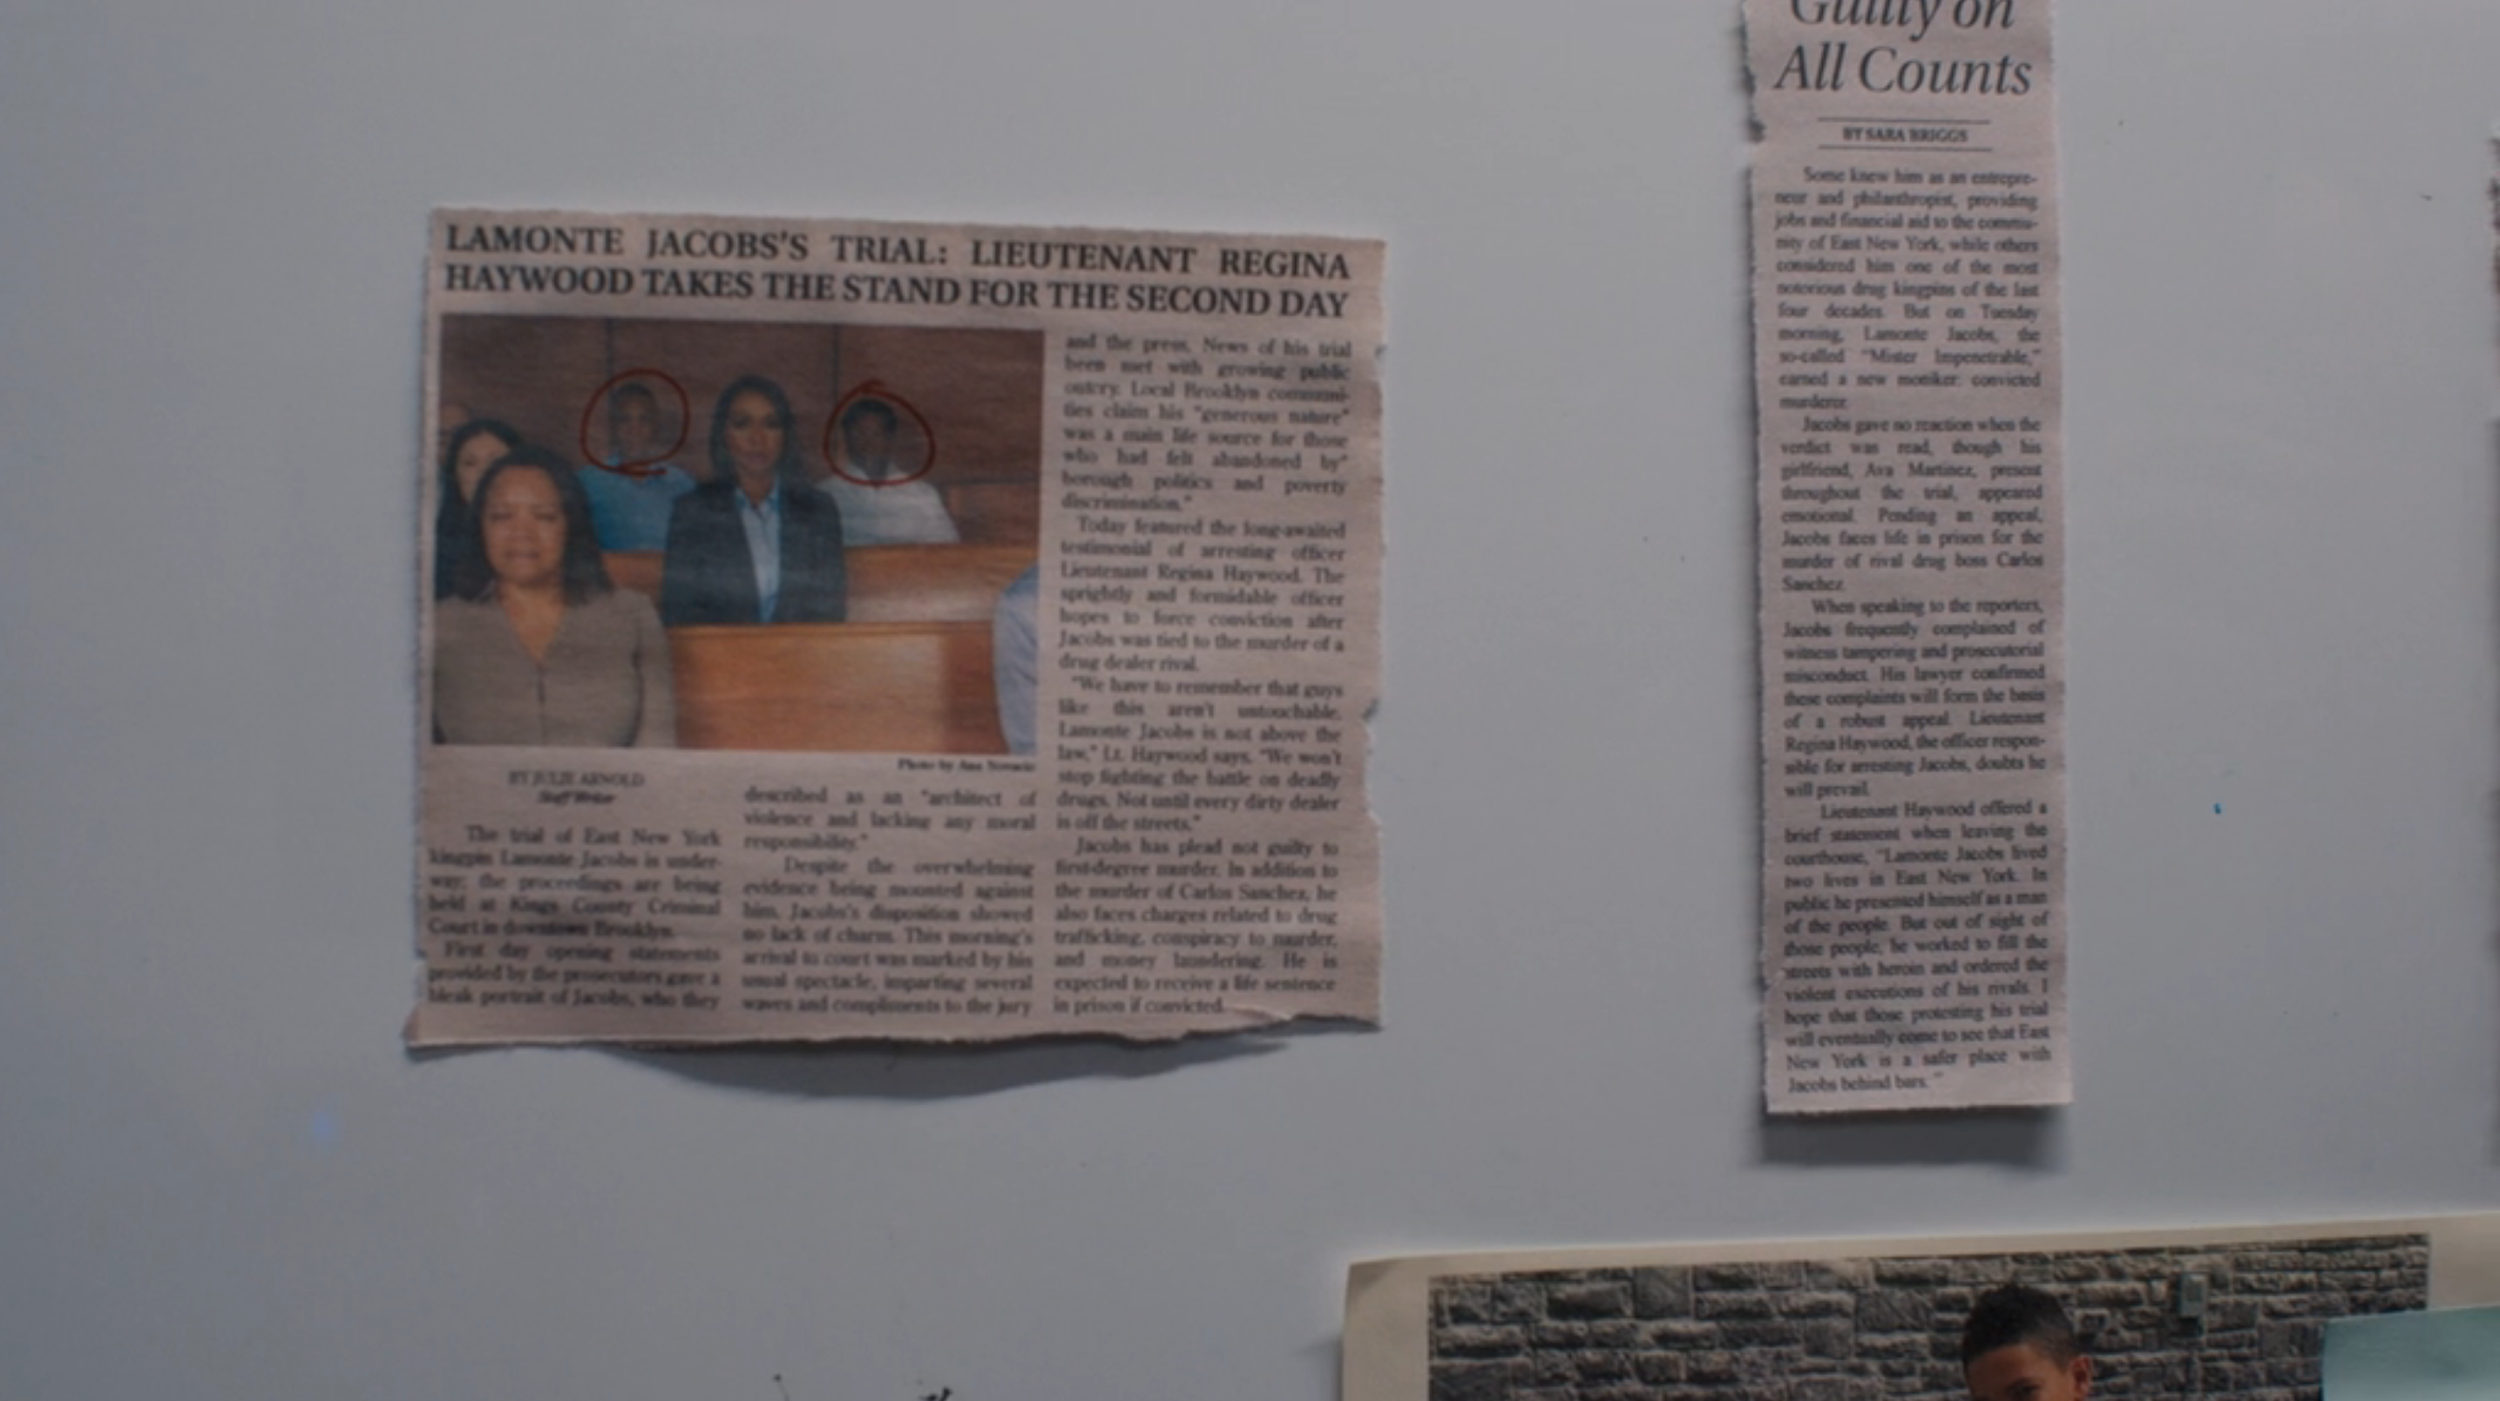 LAMONTE JACOBS'S TRIAL: LIEUTENANT REGINA
HAYWOOD TAKES THE STAND FOR THE SECOND DAY
Photo by Ana
BY JULIE ARNOLD
Staff Writer
The trial of East New York
kingpin Lamonte Jacobs is under-
way; the proceedings are being
held at Kings County Criminal
Court in downtown Brooklyn.
First day opening statements
provided by the prosecutors gave a
bleak portrait of Jacobs, who they
described as an "architect of
violence and lacking any moral
responsibility."
Despite the overwhelming
evidence being mounted against
him, Jacobs's disposition showed
no lack of charm. This morning's
arrival to court was marked by his
usual spectacle, imparting several
waves and compliments to the jury
and the press. News of his trial
been met with growing public
outcry. Local Brooklyn communi-
ties claim his "generous nature"
was a main life source for those
who had felt abandoned by"
borough politics and poverty
discrimination."
Today featured the long-awaited
testimonial of arresting officer
Lieutenant Regina Haywood. The
sprightly and formidable officer
hopes to force conviction after
Jacobs was tied to the murder of a
drug dealer rival.
"We have to remember that guys
like this aren't untouchable.
Lamonte Jacobs is not above the
law," Lt. Haywood says. "We won't
stop fighting the battle on deadly
drugs. Not until every dirty dealer
is off the streets."
Jacobs has plead not guilty to
first-degree murder. In addition to
the murder of Carlos Sanchez, he
also faces charges related to drug
trafficking, conspiracy to murder,
and money laundering. He is
expected to receive a life sentence
in prison if convicted.
Guilty on
All Counts
BY SARA BRIGGS
Some knew him as an entrepre-
neur and philanthropist, providing
jobs and financial aid to the commu-
nity of East New York, while others
considered him one of the most
notorious drug kingpins of the last
four decades. But on Tuesday
morning, Lamonte Jacobs, the
so-called "Mister Impenetrable,"
earned a new moniker: convicted
murderer.
Jacobs gave no reaction when the
verdict was read, though his
girlfriend, Ava Martinez, present
throughout the trial, appeared
emotional. Pending an appeal,
Jacobs faces life in prison for the
murder of rival drug boss Carlos
Sanchez.
When speaking to the reporters,
Jacobs frequently complained of
witness tampering and prosecutorial
misconduct. His lawyer confirmed
these complaints will form the basis
of a robust appeal. Lieutenant
Regina Haywood, the officer respon-
sible for arresting Jacobs, doubts he
will prevail.
Lieutenant Haywood offered a
brief statement when leaving the
courthouse, "Lamonte Jacobs lived
two lives in East New York. In
public he presented himself as a man
of the people. But out of sight of
those people, he worked to fill the
streets with heroin and ordered the
violent executions of his rivals. I
hope that those protesting his trial
will eventually come to see that East
New York is a safer place with
Jacobs behind bars."